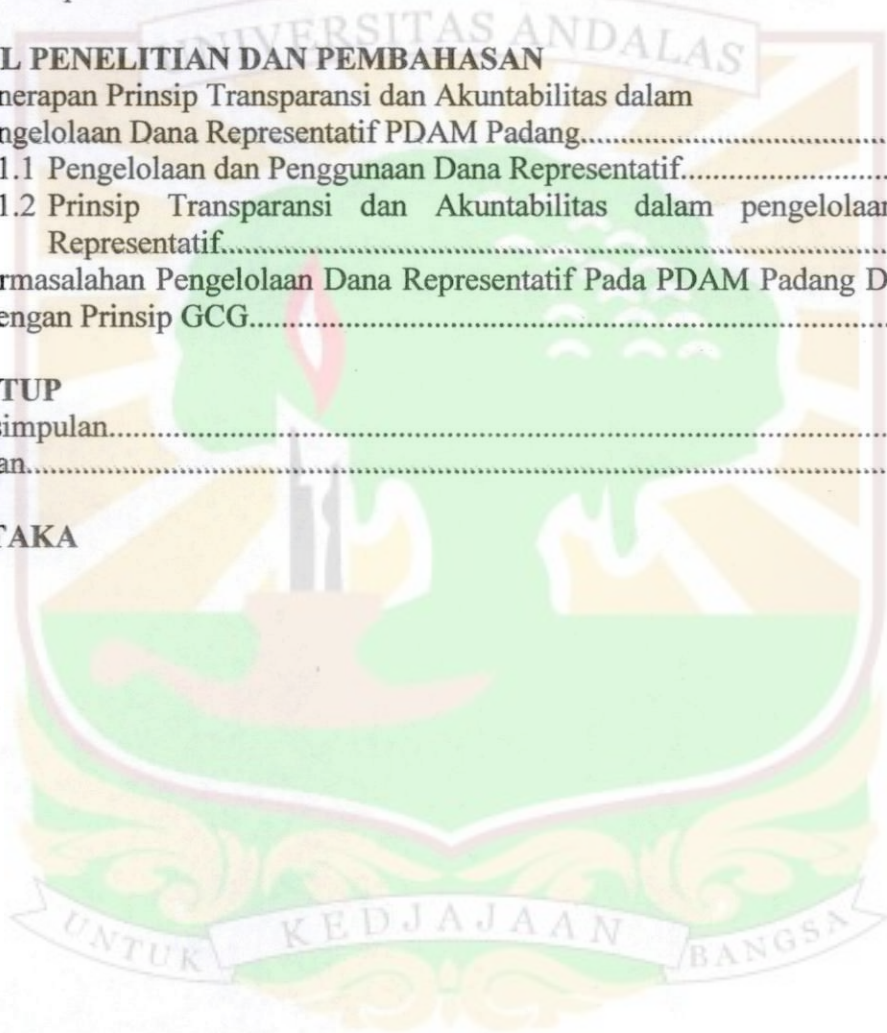 UNIVERSITAS ANDALAS
L PENELITIAN DAN PEMBAHASAN
nerapan Prinsip Transparansi dan Akuntabilitas dalam
ngelolaan Dana Representatif PDAM Padang........................................
1.1 Pengelolaan dan Penggunaan Dana Representatif........................
1.2 Prinsip Transparansi dan Akuntabilitas dalam pengelolaan
Representatif................................................................................
rmasalahan Pengelolaan Dana Representatif Pada PDAM Padang D
engan Prinsip GCG..............................................................................
TUP
simpulan.................................................................................................
an............................................................................................................
TAKA
UNTUK KEDJAJAAN BANGSA